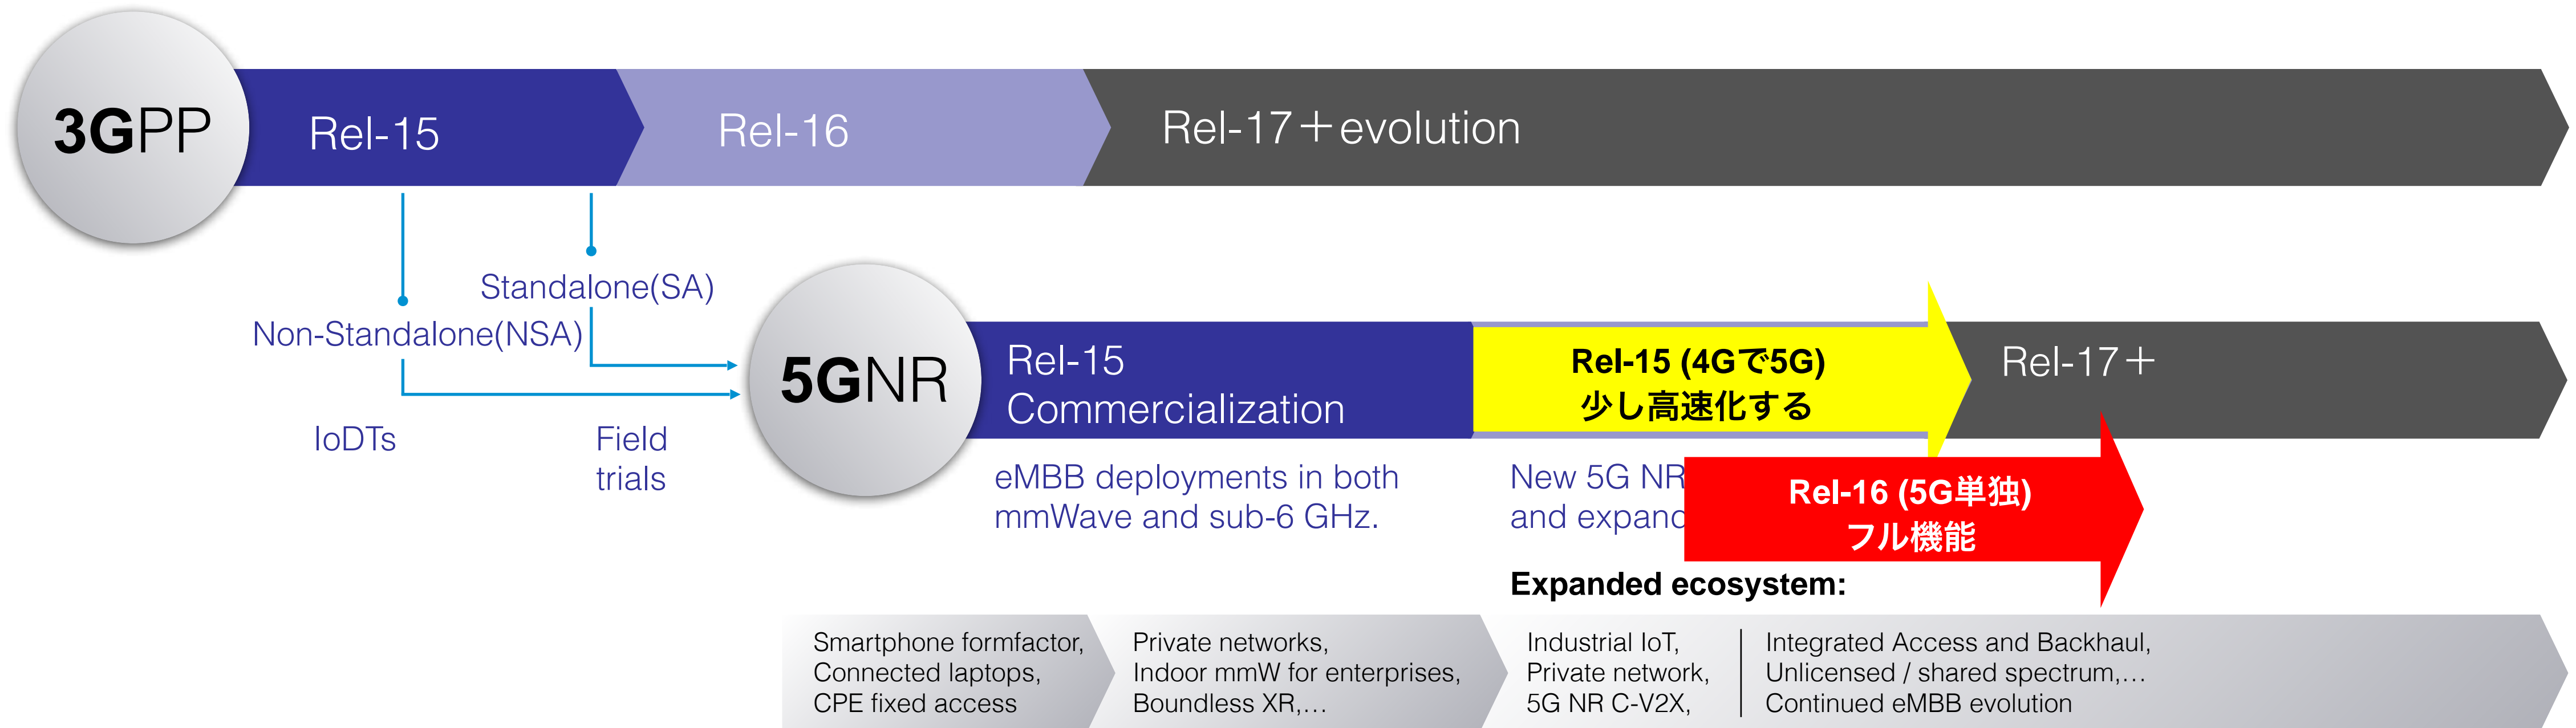 3GPP
Rel-15
Rel-16
Rel-17＋evolution
Standalone(SA)
Non-Standalone(NSA)
IoDTs
Field
trials
5GNR
Rel-15
Commercialization
Rel-15 (4Gで5G)
少し高速化する
Rel-17＋
eMBB deployments in both
mmWave and sub-6 GHz.
New 5G NR
and
Rel-16 (5G単独)
フル機能
Expanded ecosystem:
Smartphone formfactor,
Connected laptops,
CPE fixed access
Private networks,
Indoor mmW for enterprises,
Boundless XR,…
Industrial IoT,
Private network,
5G NR C-V2X,
Integrated Access and Backhaul,
Unlicensed / shared spectrum,…
Continued eMBB evolution